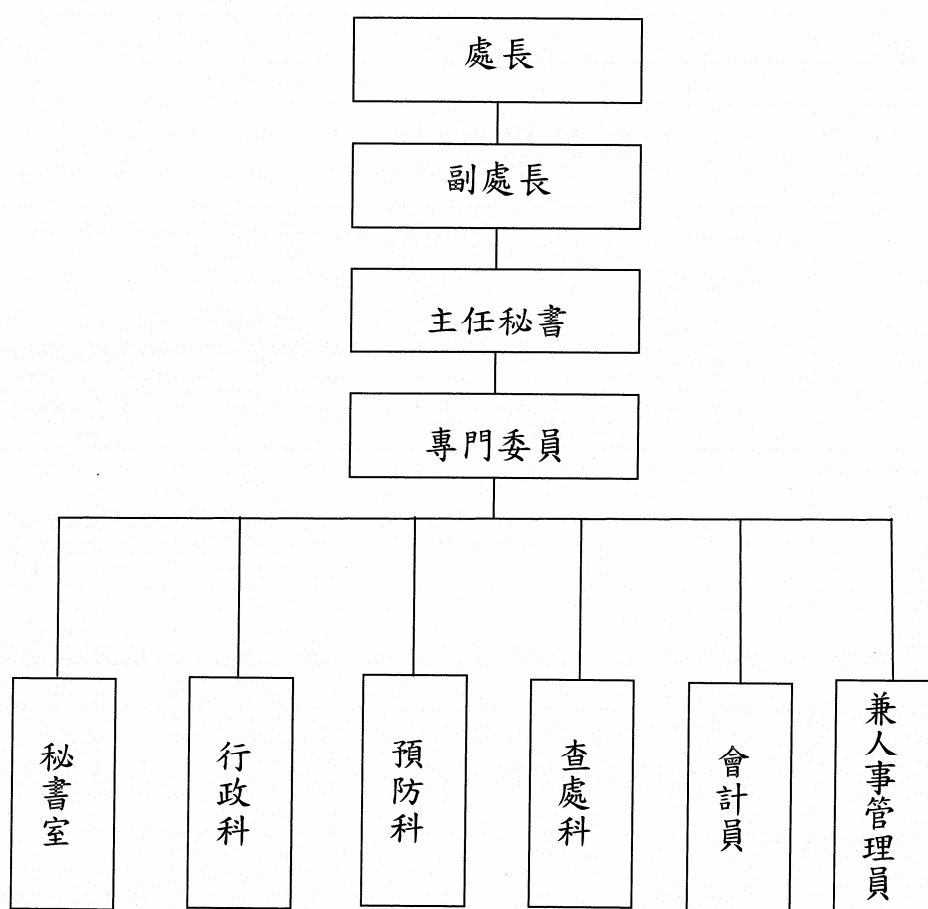 處長
副處長
主任秘書
專門委員
秘書室
行政科
預防科
查處科
會計員
兼人事管理員